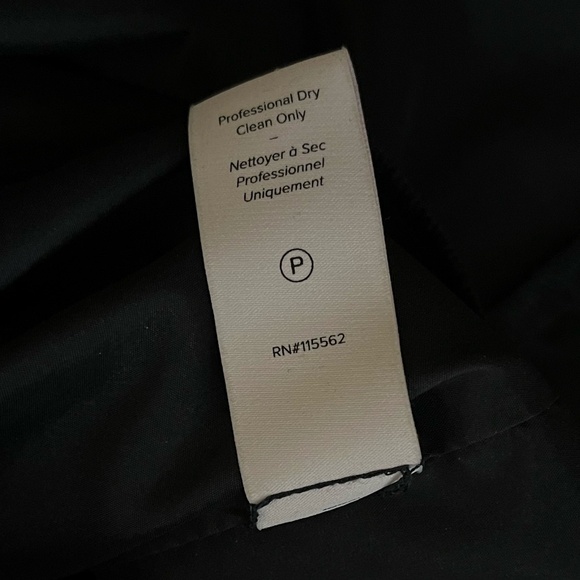 Professional Dry
Clean Only
–
Nettoyer à Sec
Professionnel
Uniquement
P
RN#115562